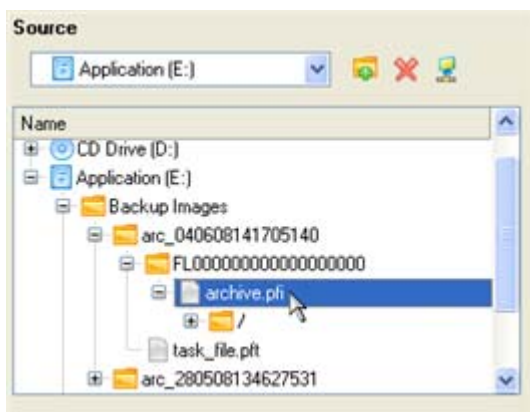 Source
Application (E:)
Name
CD Drive (D:)
Application (E:)
Backup Images
arc_040608141705140
FL000000000000000000
archive.pfi
/
task_file.pft
arc_280508134627531